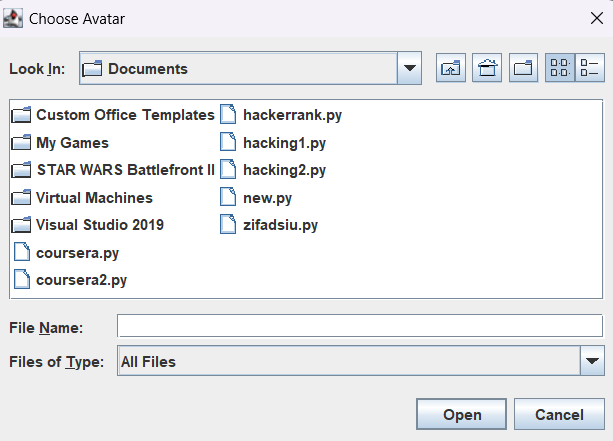 Choose Avatar
Look In: Documents
Custom Office Templates
My Games
STAR WARS Battlefront II
Virtual Machines
Visual Studio 2019
coursera.py
coursera2.py
hackerrank.py
hacking1.py
hacking2.py
new.py
zifadsiu.py
File Name:
Files of Type: All Files
Open Cancel